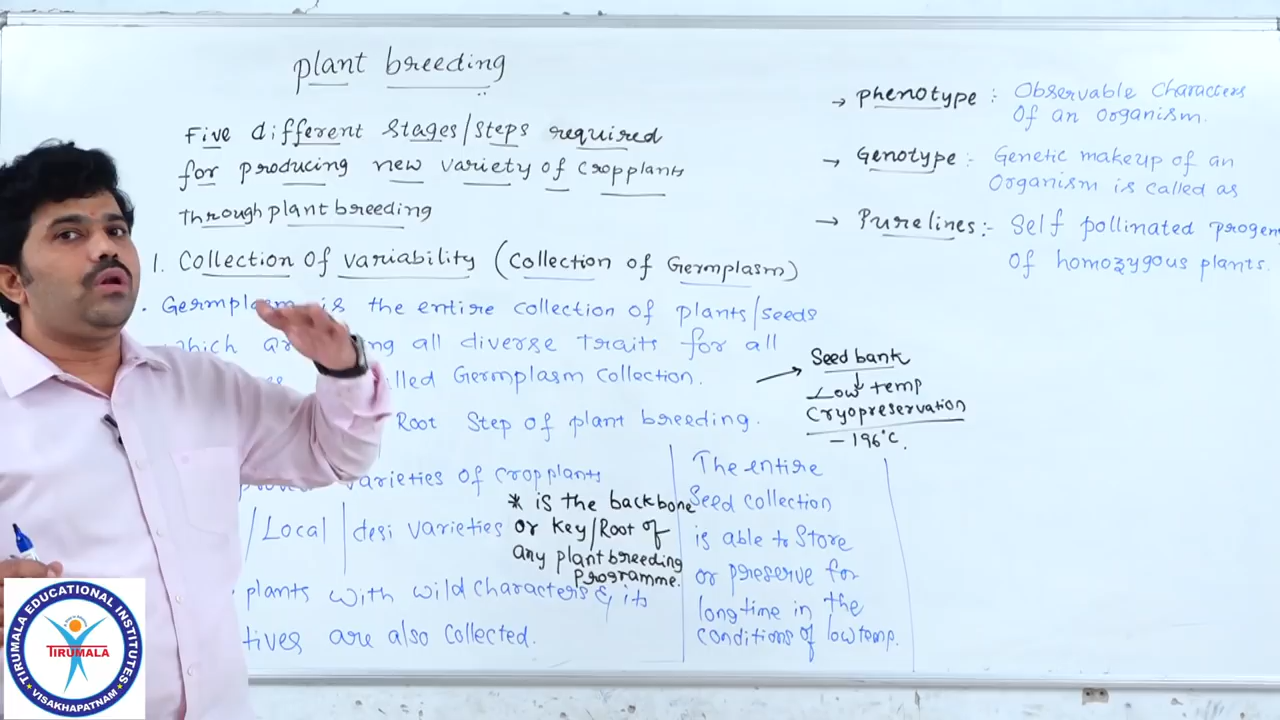 plant breeding
Five different stages/steps required
for producing new variety of crop plants
through plant breeding
1. Collection of variability (Collection of Germplasm)
. Germplasm is the entire collection of plants/seeds
which all diverse traits for all
Germplasm collection.
Root Step of plant breeding.
varieties of crop plants
/Local/desi varieties
plants with wild characters & its
are also collected.
* is the backbone
or key/Root of
any plant breeding
programme.
→ Phenotype : Observable characters
of an organism.
→ Genotype :- Genetic makeup of an
organism is called as
→ Purelines :- Self pollinated progen
of homozygous plants.
→ Seed bank
↓
Low temp
Cryopreservation
– 196°C.
The entire
Seed collection
is able to store
or preserve for
long time in the
conditions of low temp.
TIRUMALA EDUCATIONAL INSTITUTES
TIRUMALA
VISAKHAPATNAM